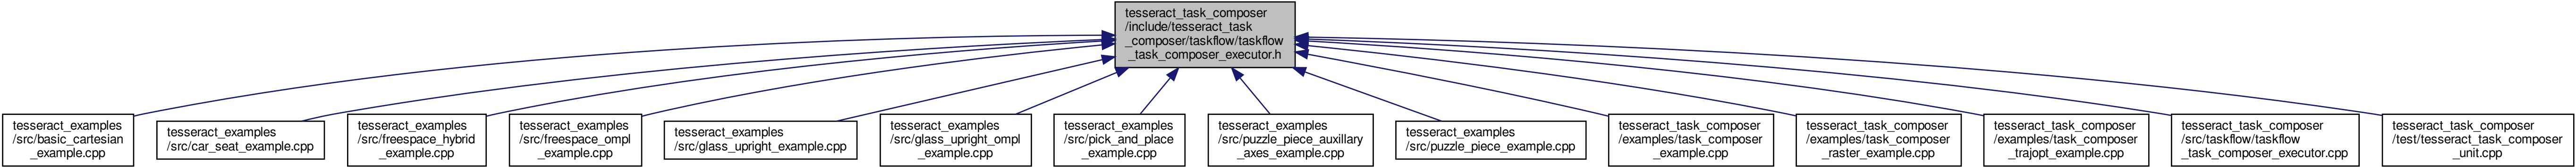 tesseract_task_composer
/include/tesseract_task
_composer/taskflow/taskflow
_task_composer_executor.h
tesseract_examples
/src/basic_cartesian
_example.cpp
tesseract_examples
/src/car_seat_example.cpp
tesseract_examples
/src/freespace_hybrid
_example.cpp
tesseract_examples
/src/freespace_ompl
_example.cpp
tesseract_examples
/src/glass_upright_example.cpp
tesseract_examples
/src/glass_upright_ompl
_example.cpp
tesseract_examples
/src/pick_and_place
_example.cpp
tesseract_examples
/src/puzzle_piece_auxillary
_axes_example.cpp
tesseract_examples
/src/puzzle_piece_example.cpp
tesseract_task_composer
/examples/task_composer
_example.cpp
tesseract_task_composer
/examples/task_composer
_raster_example.cpp
tesseract_task_composer
/examples/task_composer
_trajopt_example.cpp
tesseract_task_composer
/src/taskflow/taskflow
_task_composer_executor.cpp
tesseract_task_composer
/test/tesseract_task_composer
_unit.cpp